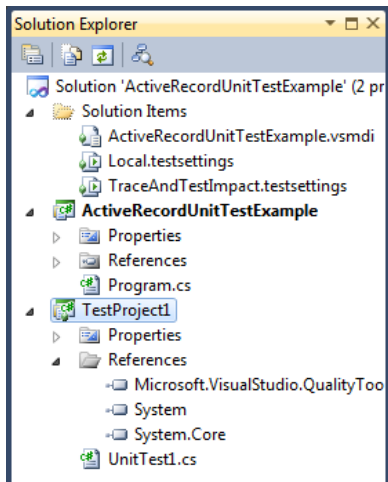 Solution Explorer
Solution 'ActiveRecordUnitTestExample' (2 pr
Solution Items
ActiveRecordUnitTestExample.vsmdi
Local.testsettings
TraceAndTestImpact.testsettings
ActiveRecordUnitTestExample
Properties
References
Program.cs
TestProject1
Properties
References
Microsoft.VisualStudio.QualityToo
System
System.Core
UnitTest1.cs